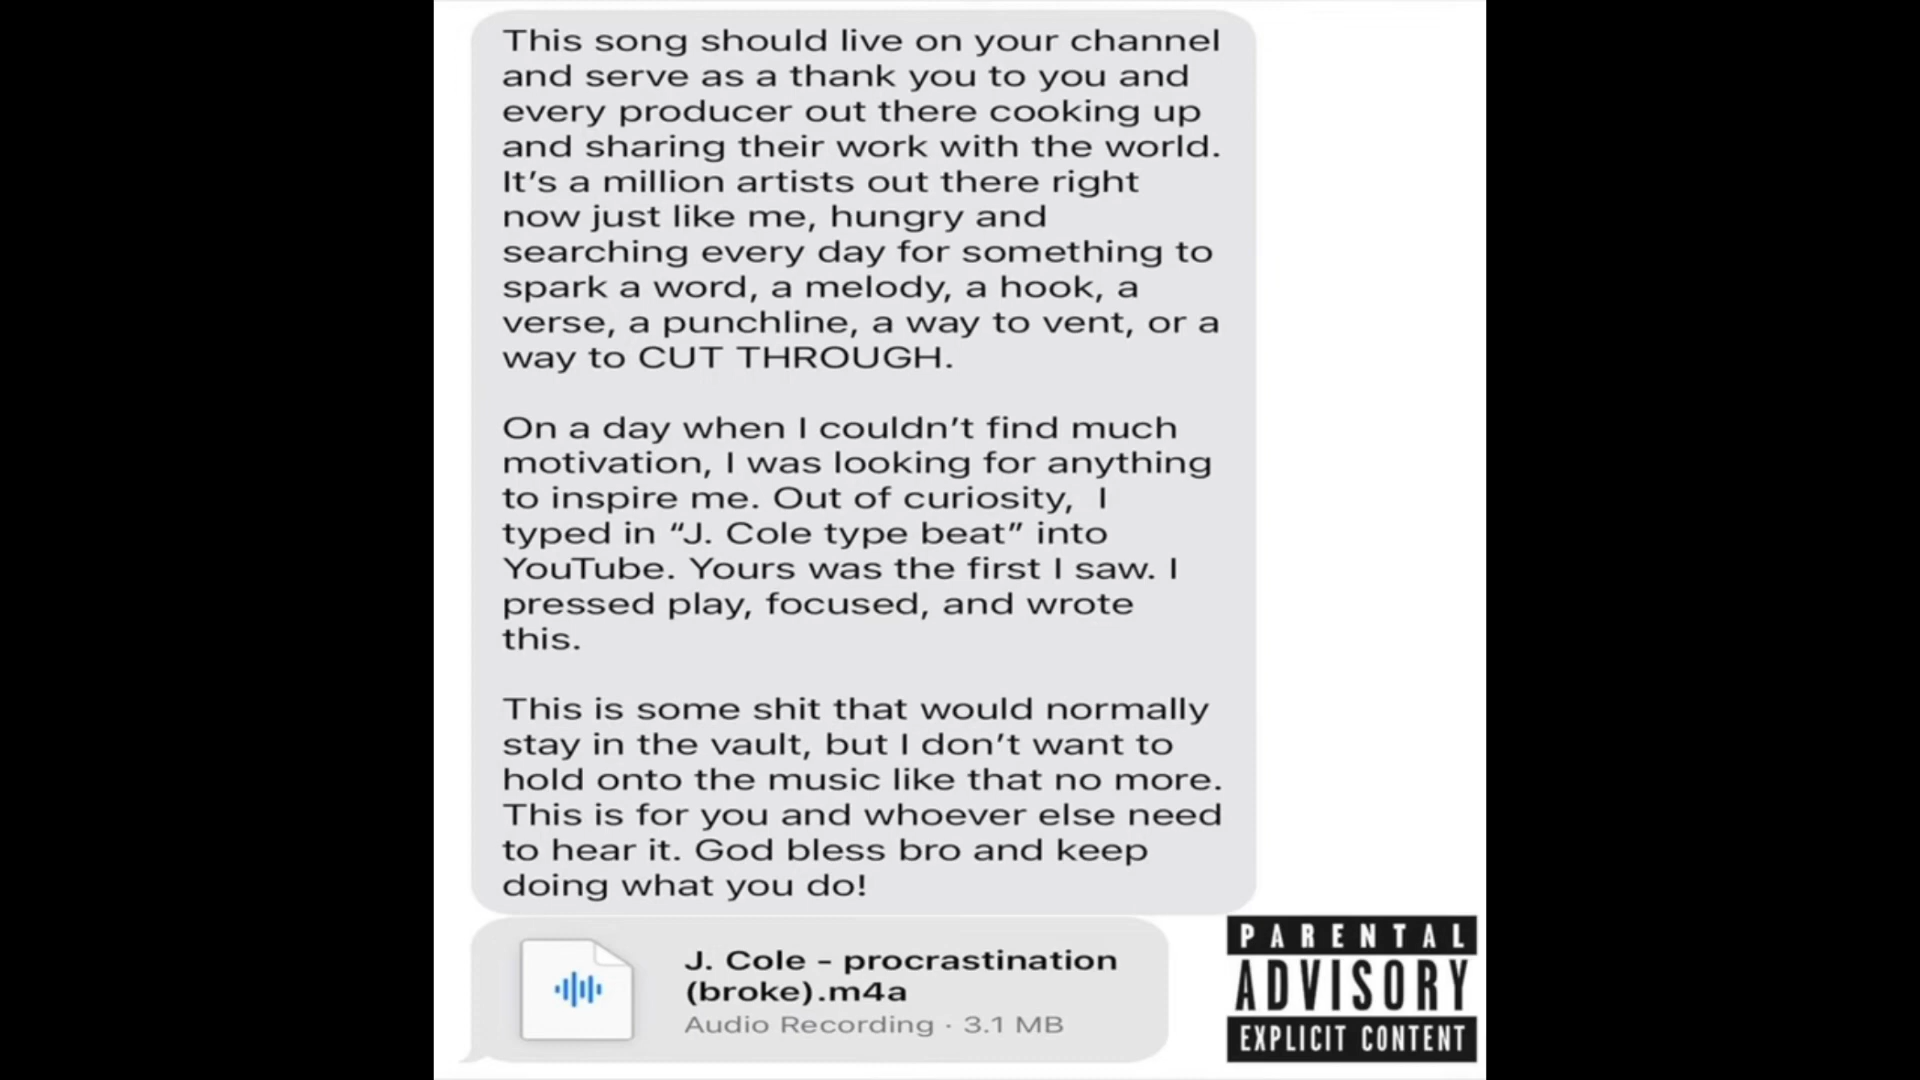 This song should live on your channel
and serve as a thank you to you and
every producer out there cooking up
and sharing their work with the world.
It’s a million artists out there right
now just like me, hungry and
searching every day for something to
spark a word, a melody, a hook, a
verse, a punchline, a way to vent, or a
way to CUT THROUGH.
On a day when I couldn’t find much
motivation, I was looking for anything
to inspire me. Out of curiosity, I
typed in “J. Cole type beat” into
YouTube. Yours was the first I saw. I
pressed play, focused, and wrote
this.
This is some shit that would normally
stay in the vault, but I don’t want to
hold onto the music like that no more.
This is for you and whoever else need
to hear it. God bless bro and keep
doing what you do!
J. Cole - procrastination
(broke).m4a
Audio Recording · 3.1 MB
PARENTAL
ADVISORY
EXPLICIT CONTENT